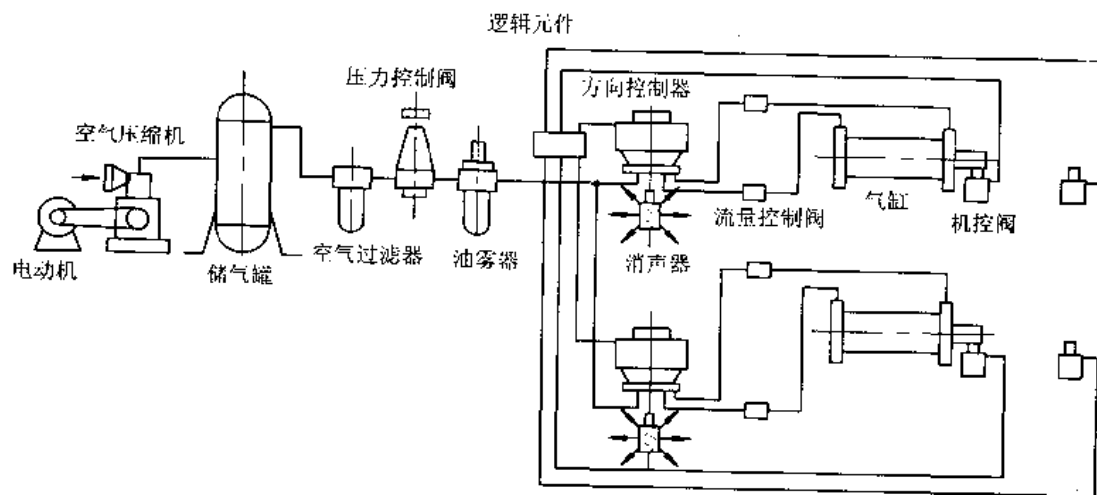 逻辑元件
压力控制阀
方向控制器
空气压缩机
流量控制阀
气缸
机控阀
空气过滤器
油雾器
消声器
电动机
储气罐